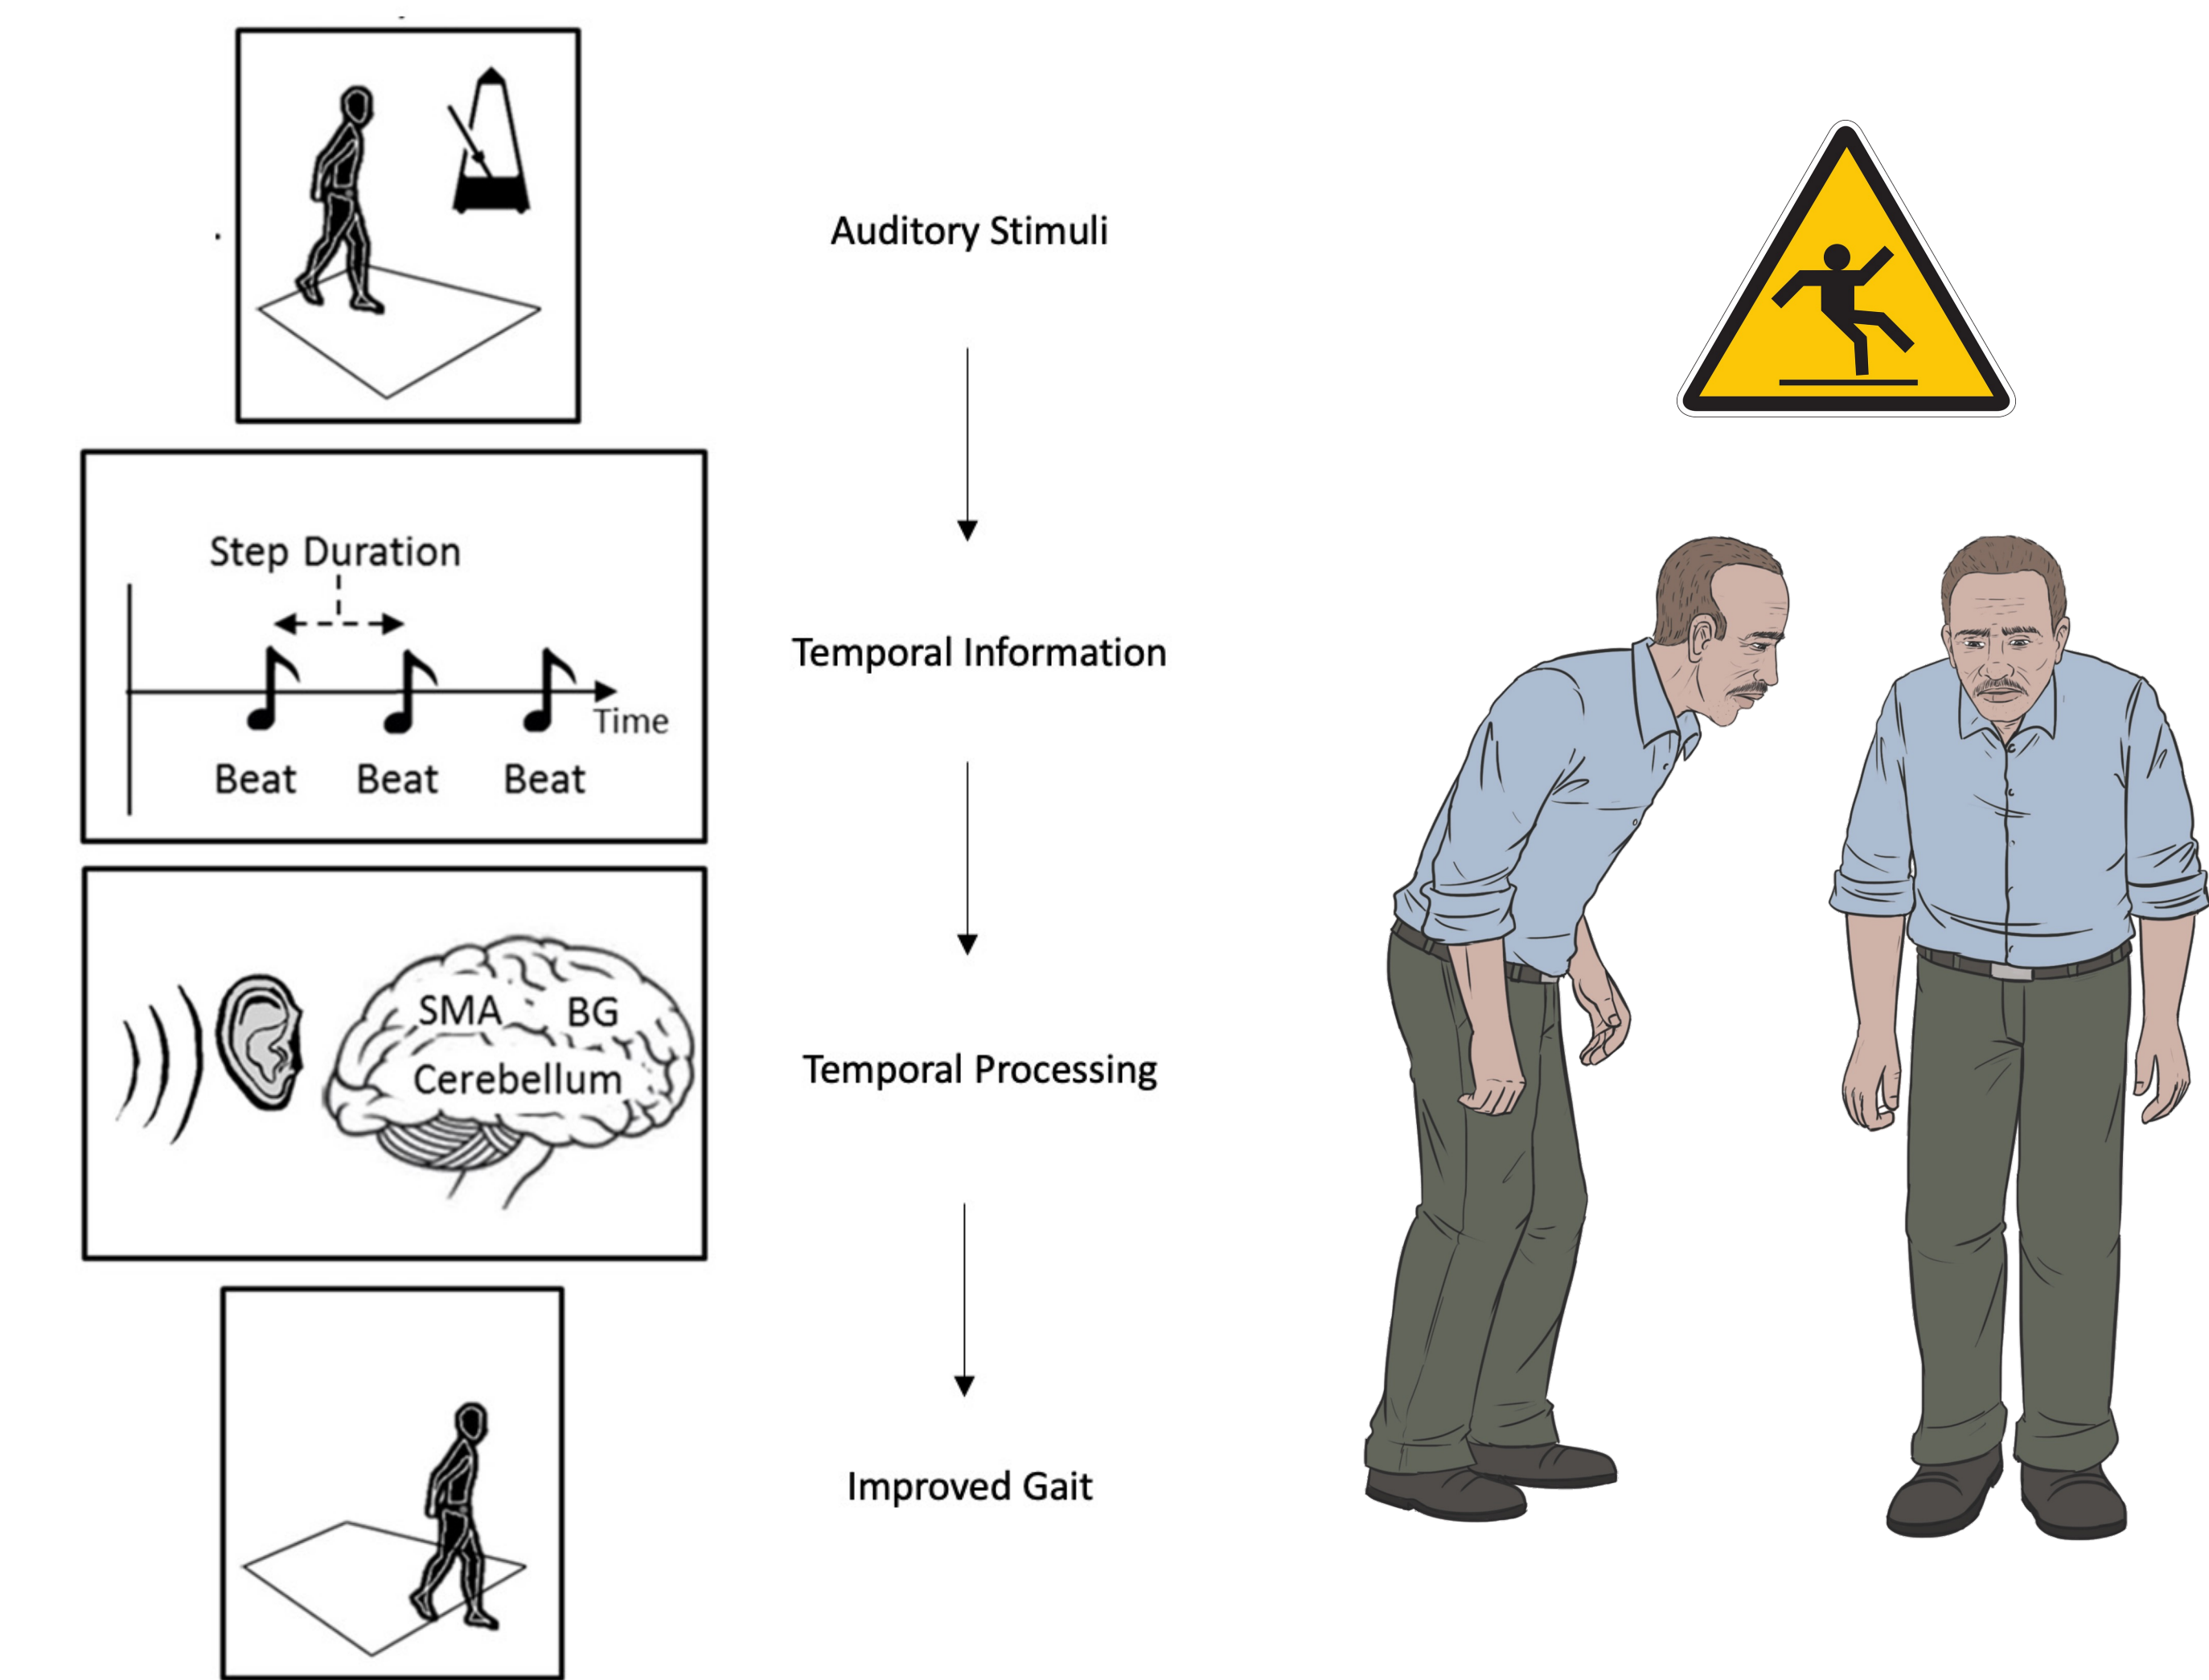 Auditory Stimuli
Step Duration
Time
Beat Beat Beat
Temporal Information
SMA BG
Cerebellum
Temporal Processing
Improved Gait